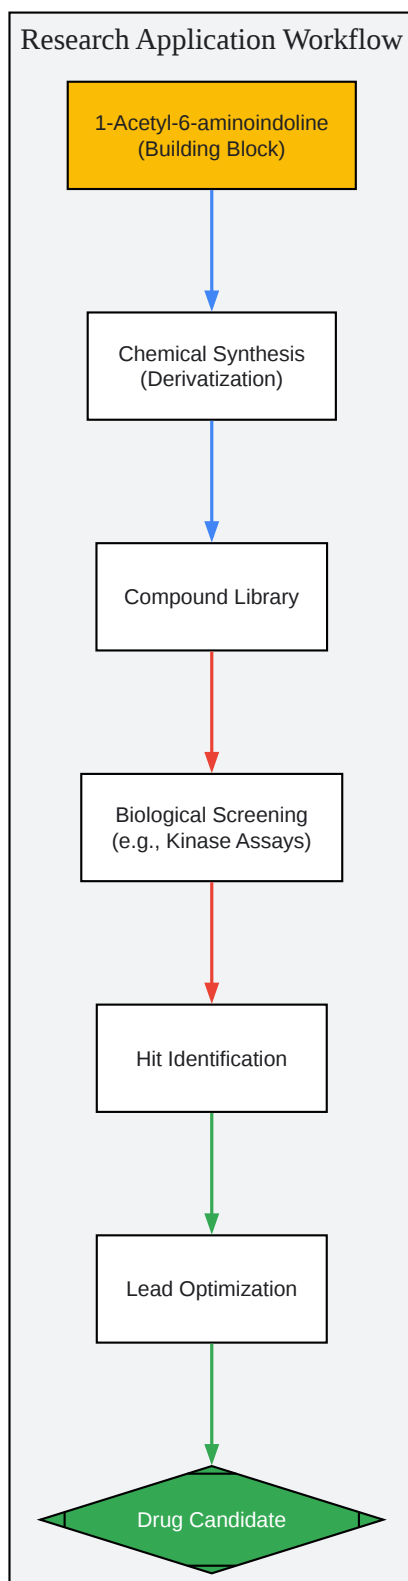 Research Application Workflow
1-Acetyl-6-aminoindoline
(Building Block)
Chemical Synthesis
(Derivatization)
Compound Library
Biological Screening
(e.g., Kinase Assays)
Hit Identification
Lead Optimization
Drug Candidate